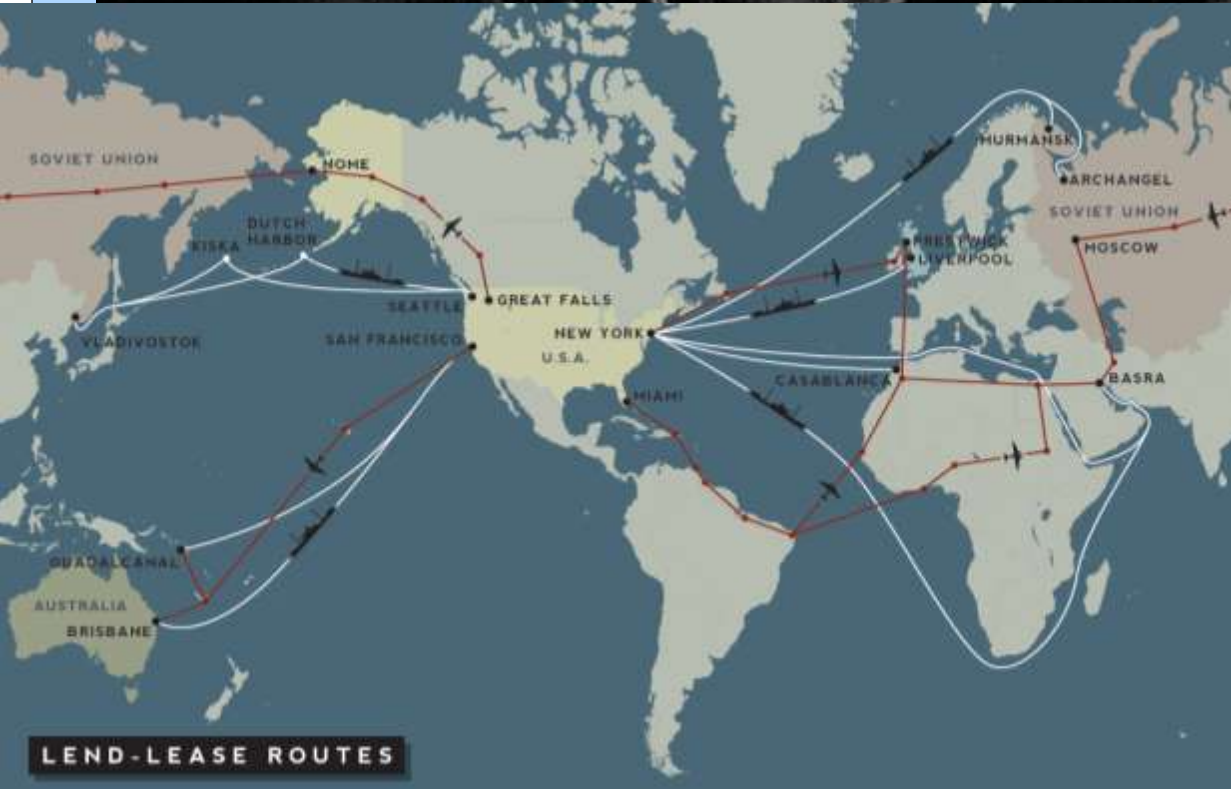 MURMANSK
NOME
SOVIET UNION
ARCHANGEL
SOVIET UNION
DUTCH
HARBOR
KISKA
PRESTWICK
MOSCOW
LIVERPOOL
SEATTLE
GREAT FALLS
NEW YORK
VLADIVOSTOK
SAN FRANCISCO
U.S.A.
CASABLANCA
BASRA
MIAMI
GUADALCANAL
AUSTRALIA
BRISBANE
LEND-LEASE ROUTES